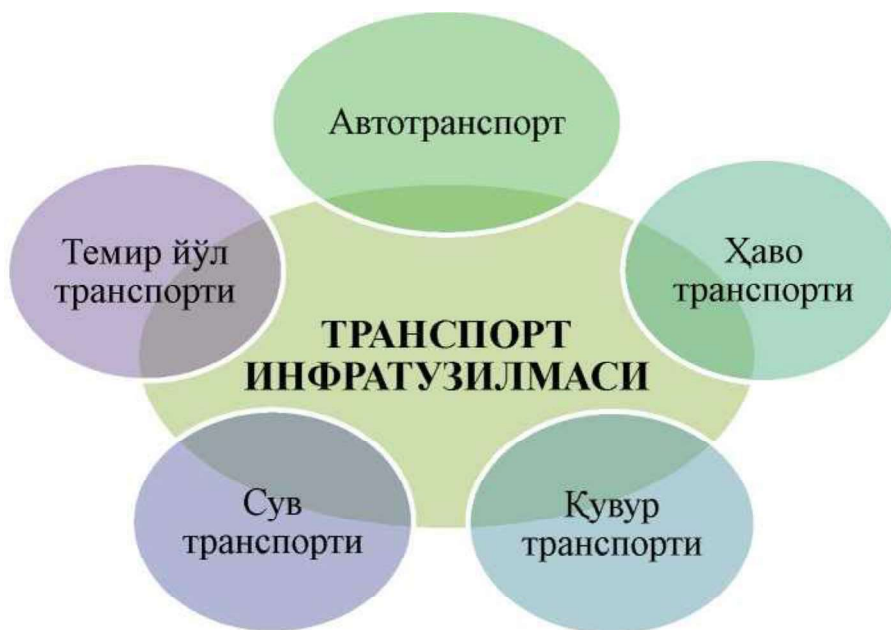 Автотранспорт
Темир йўл
транспорти
Ҳаво
транспорти
ТРАНСПОРТ
ИНФРАТУЗИЛМАСИ
Сув
транспорти
Қувур
транспорти